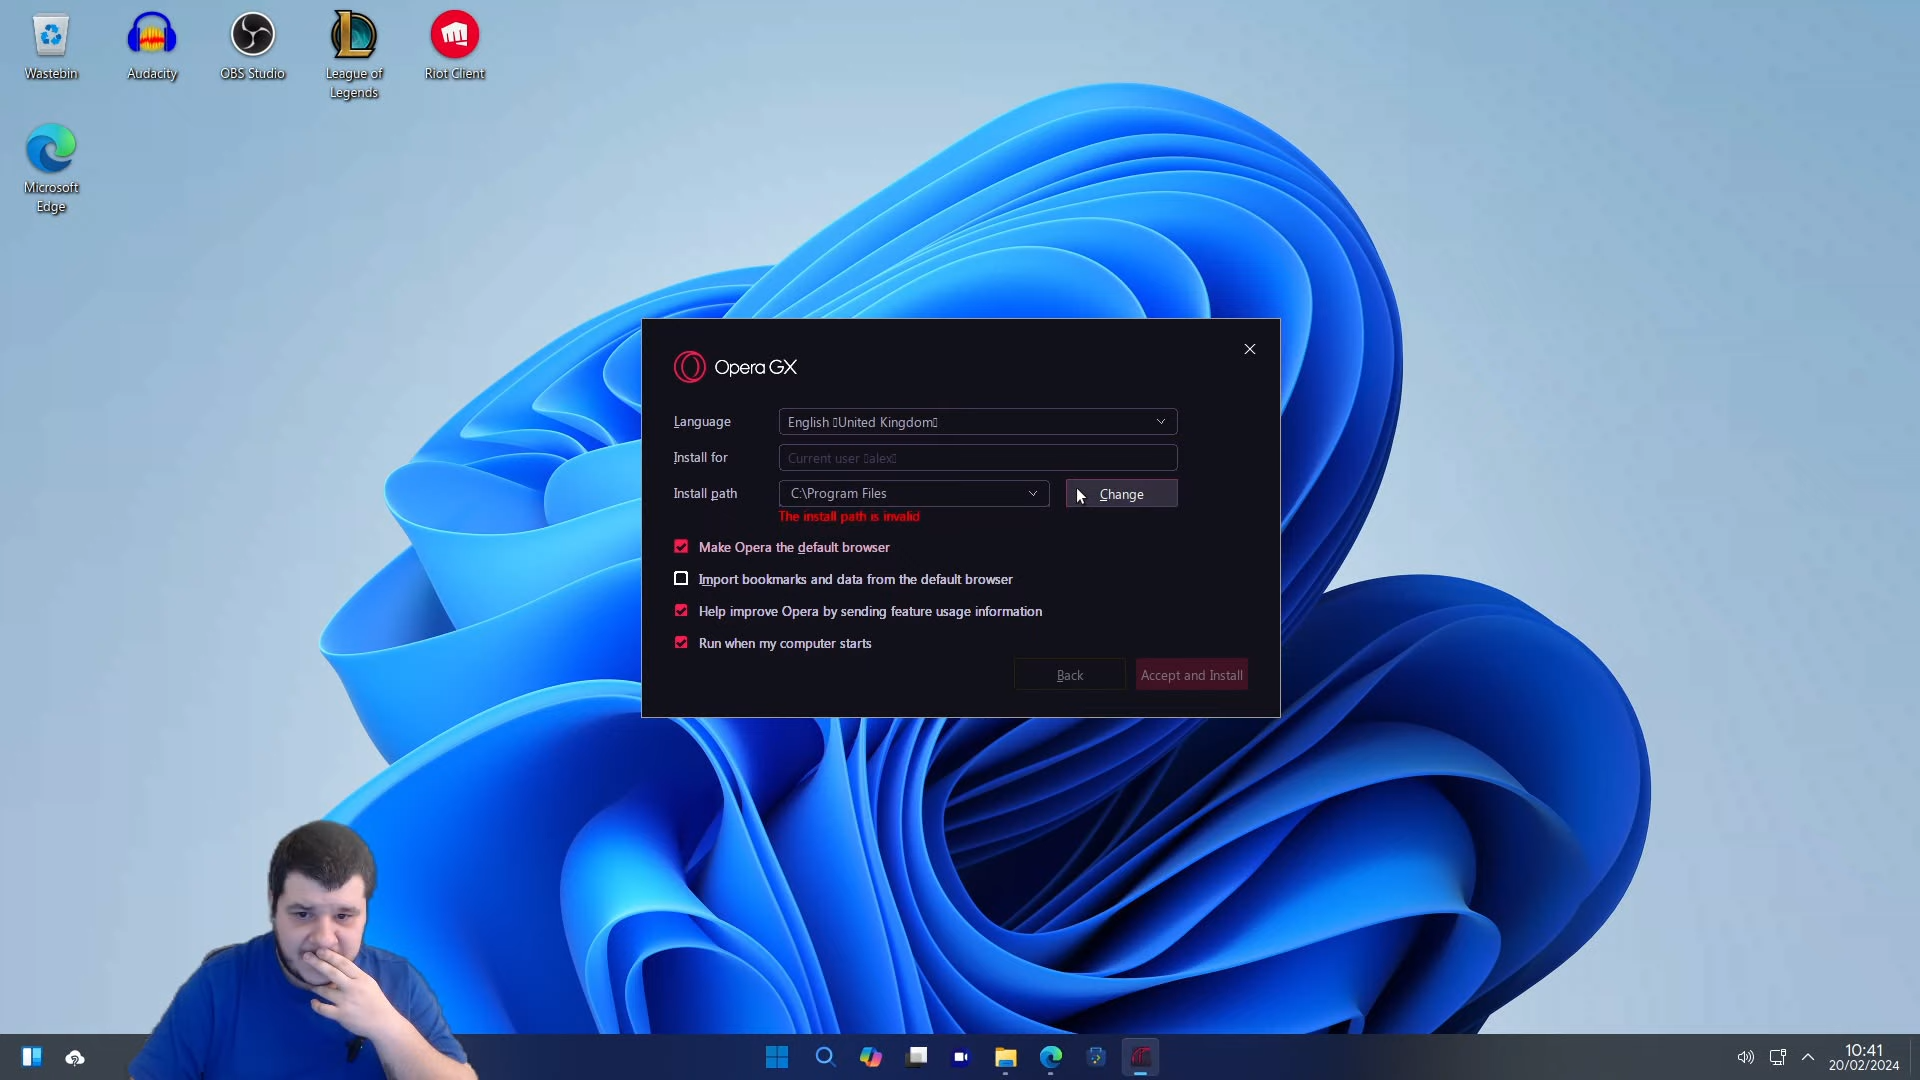 Wastebin
Audacity
OBS Studio
League of
Legends
Riot Client
Microsoft
Edge
Opera GX
Language
English ▯United Kingdom▯
Install for
Current user ▯alex▯
Install path
C:\Program Files
Change
The install path is invalid
Make Opera the default browser
Import bookmarks and data from the default browser
Help improve Opera by sending feature usage information
Run when my computer starts
Back
Accept and Install
10:41
20/02/2024